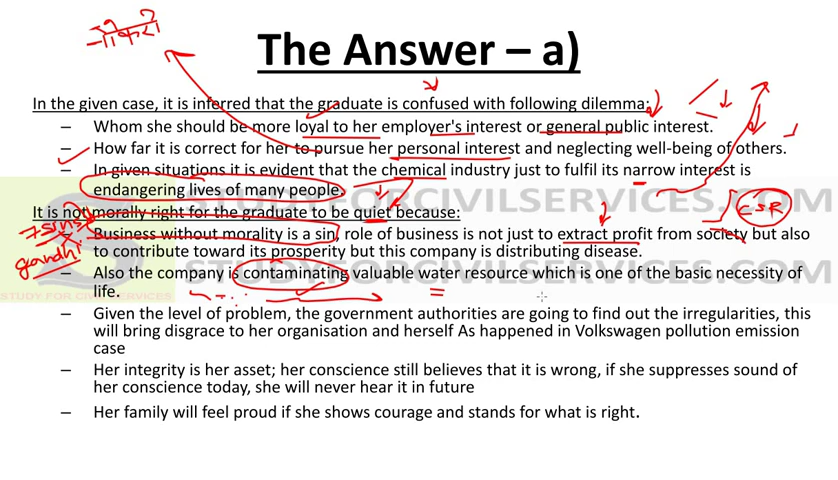 The Answer – a)
In the given case, it is inferred that the graduate is confused with following dilemma:
– Whom she should be more loyal to her employer's interest or general public interest.
– How far it is correct for her to pursue her personal interest and neglecting well-being of others.
– In given situations it is evident that the chemical industry just to fulfil its narrow interest is
endangering lives of many people.
STUDYFORCIVILSERVICES.COM
CSR
It is not morally right for the graduate to be quiet because:
7 sins
– Business without morality is a sin, role of business is not just to extract profit from society but also
gandhi
to contribute toward its prosperity but this company is distributing disease.
– Also the company is contaminating valuable water resource which is one of the basic necessity of
life.
STUDY FOR CIVIL SERVICES
STUDYFORCIVILSERVICES.COM
– Given the level of problem, the government authorities are going to find out the irregularities, this
will bring disgrace to her organisation and herself As happened in Volkswagen pollution emission
case
– Her integrity is her asset; her conscience still believes that it is wrong, if she suppresses sound of
her conscience today, she will never hear it in future
– Her family will feel proud if she shows courage and stands for what is right.